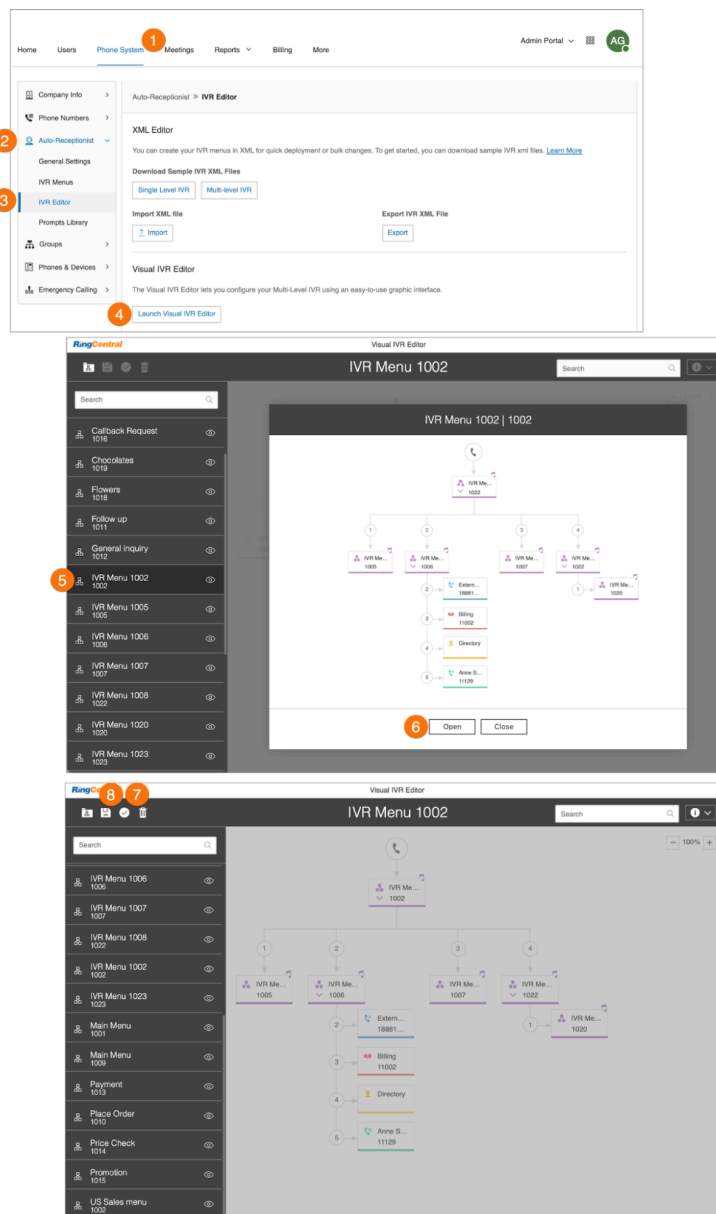 1
Home Users Phone System Meetings Reports Billing More Admin Portal AG
Company Info
Phone Numbers
2
Auto-Receptionist
General Settings
IVR Menus
3
IVR Editor
Prompts Library
Groups
Phones & Devices
Emergency Calling
Auto-Receptionist » IVR Editor
XML Editor
You can create your IVR menus in XML for quick deployment or bulk changes. To get started, you can download sample IVR xml files. Learn More
Download Sample IVR XML Files
Single Level IVR Multi-level IVR
Import XML file Export IVR XML File
Import Export
Visual IVR Editor
The Visual IVR Editor lets you configure your Multi-Level IVR using an easy-to-use graphic interface.
4
Launch Visual IVR Editor
RingCentral Visual IVR Editor
IVR Menu 1002 Search
Search
Callback Request
1016
Chocolates
1019
Flowers
1018
Follow up
1011
General inquiry
1012
5
IVR Menu 1002
1002
IVR Menu 1005
1005
IVR Menu 1006
1006
IVR Menu 1007
1007
IVR Menu 1008
1022
IVR Menu 1020
1020
IVR Menu 1023
1023
IVR Menu 1002 | 1002
IVR Me...
1022
1 2 3 4
IVR Me... IVR Me... IVR Me... IVR Me...
1005 1006 1007 1022
2 Extern... 1 IVR Me...
18881... 1020
3 Billing
11002
4 Directory
5 Anne S...
11129
6 Open Close
RingC
8 7
Visual IVR Editor
IVR Menu 1002 Search
Search
100%
IVR Menu 1006
1006
IVR Menu 1007
1007
IVR Menu 1008
1022
IVR Menu 1002
1002
IVR Menu 1023
1023
Main Menu
1001
Main Menu
1009
Payment
1013
Place Order
1010
Price Check
1014
Promotion
1015
US Sales menu
1002
IVR Me...
1002
1 2 3 4
IVR Me... IVR Me... IVR Me... IVR Me...
1005 1006 1007 1022
2 Extern... 1 IVR Me...
18881... 1020
3 Billing
11002
4 Directory
5 Anne S...
11129